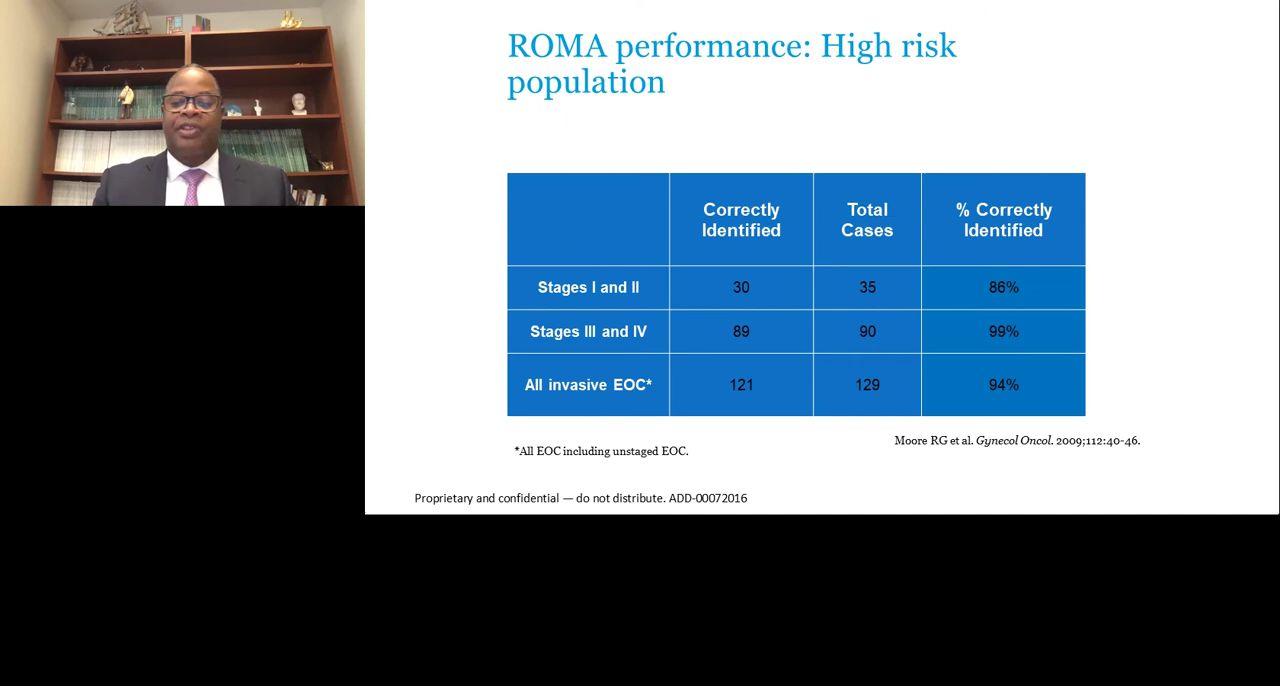 ROMA performance: High risk
population
Correctly
Identified
Total
Cases
% Correctly
Identified
Stages I and II
30
35
86%
Stages III and IV
89
90
99%
All invasive EOC*
121
129
94%
Moore RG et al. Gynecol Oncol. 2009;112:40-46.
*All EOC including unstaged EOC.
Proprietary and confidential — do not distribute. ADD-00072016